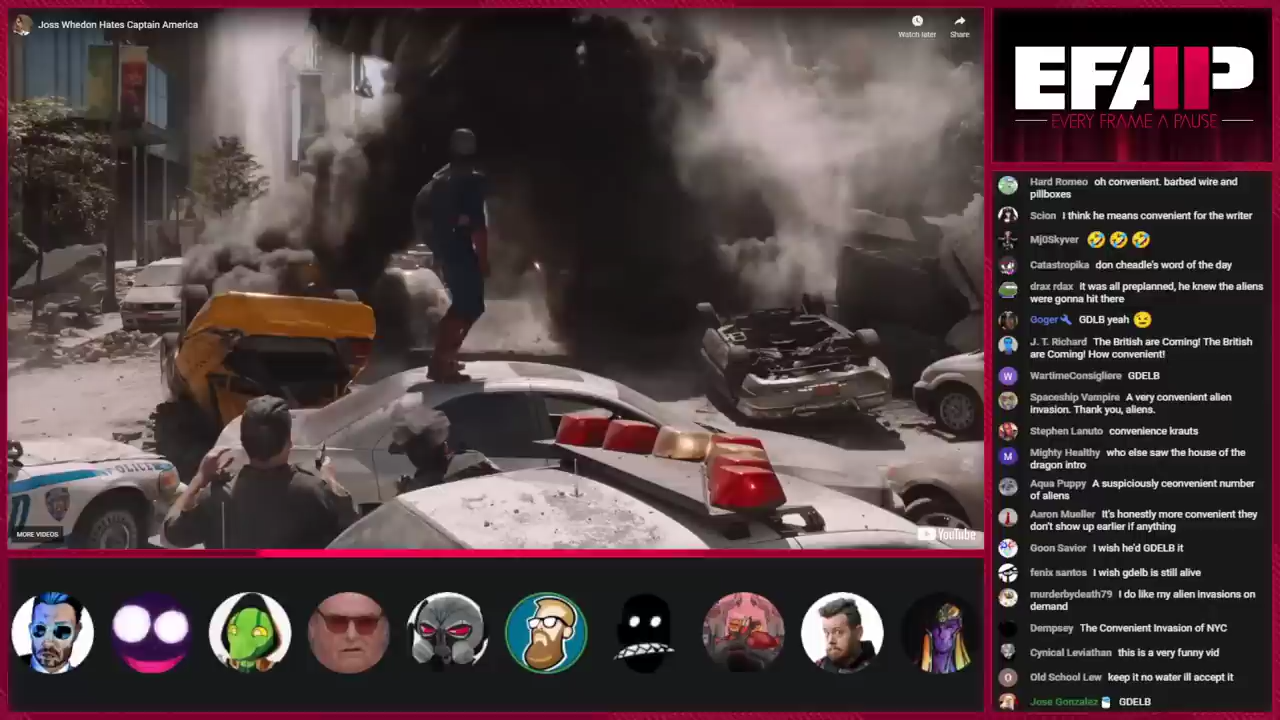 Joss Whedon Hates Captain America
Watch later
Share
POLICE
MORE VIDEOS
YouTube
EFAP
EVERY FRAME A PAUSE
Hard Romeo oh convenient. barbed wire and
pillboxes
Scion I think he means convenient for the writer
Mj0Skyver 🤣 🤣 🤣
Catastropika don cheadle's word of the day
drax rdax it was all preplanned, he knew the aliens
were gonna hit there
Goger GDLB yeah 😉
J. T. Richard The British are Coming! The British
are Coming! How convenient!
W
WartimeConsigliere GDELB
Spaceship Vampire A very convenient alien
invasion. Thank you, aliens.
Stephen Lanuto convenience krauts
M
Mighty Healthy who else saw the house of the
dragon intro
Aqua Puppy A suspiciously ceonvenient number
of aliens
Aaron Mueller It's honestly more convenient they
don't show up earlier if anything
Goon Savior I wish he'd GDELB it
fenix santos I wish gdelb is still alive
murderbydeath79 I do like my alien invasions on
demand
Dempsey The Convenient Invasion of NYC
Cynical Leviathan this is a very funny vid
O
Old School Lew keep it no water ill accept it
Jose Gonzalez GDELB